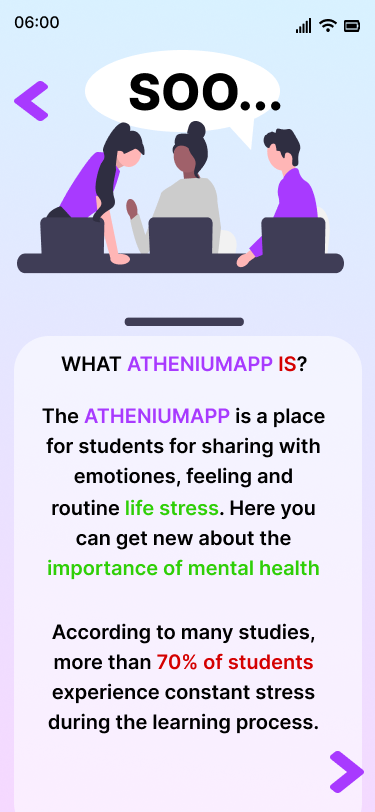 06:00
SOO...
WHAT ATHENIUMAPP IS?
The ATHENIUMAPP is a place
for students for sharing with
emotiones, feeling and
routine life stress. Here you
can get new about the
importance of mental health
According to many studies,
more than 70% of students
experience constant stress
during the learning process.